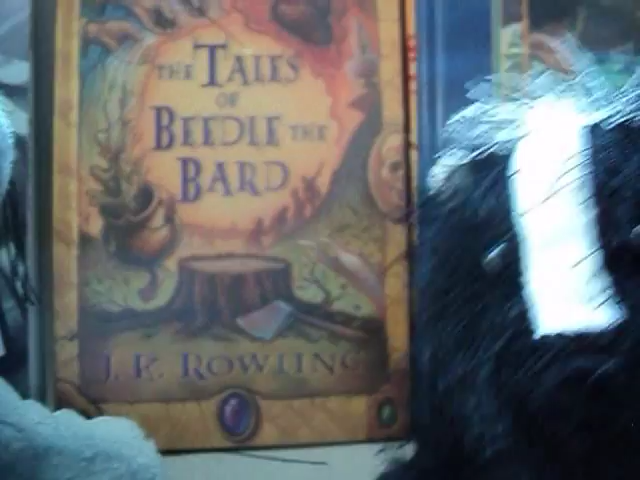 THE TALES
OF
BEEDLE THE
BARD
J. K. ROWLING